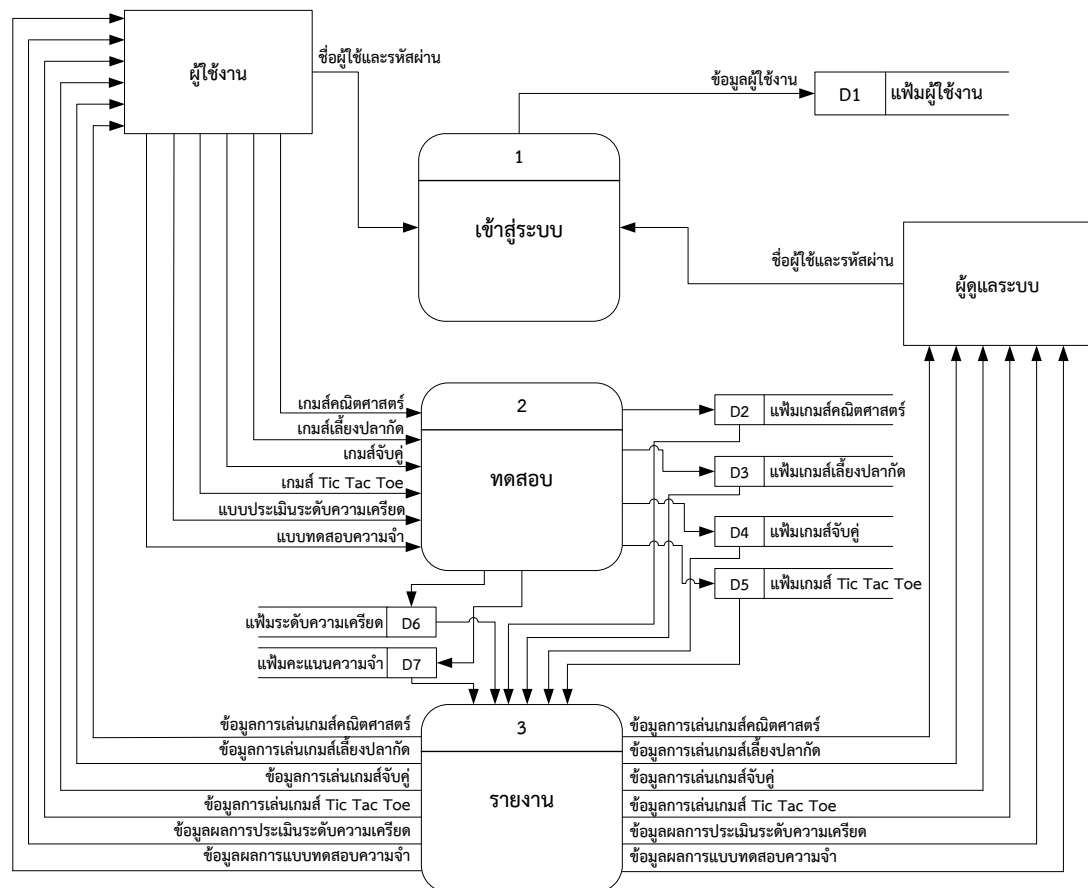 ผู้ใช้งาน
ชื่อผู้ใช้และรหัสผ่าน
ข้อมูลผู้ใช้งาน
D1 แฟ้มผู้ใช้งาน
1
เข้าสู่ระบบ
ชื่อผู้ใช้และรหัสผ่าน
ผู้ดูแลระบบ
เกมส์คณิตศาสตร์
เกมส์เลี้ยงปลากัด
เกมส์จับคู่
เกมส์ Tic Tac Toe
แบบประเมินระดับความเครียด
แบบทดสอบความจำ
2
ทดสอบ
D2 แฟ้มเกมส์คณิตศาสตร์
D3 แฟ้มเกมส์เลี้ยงปลากัด
D4 แฟ้มเกมส์จับคู่
D5 แฟ้มเกมส์ Tic Tac Toe
แฟ้มระดับความเครียด D6
แฟ้มคะแนนความจำ D7
3
รายงาน
ข้อมูลการเล่นเกมส์คณิตศาสตร์
ข้อมูลการเล่นเกมส์เลี้ยงปลากัด
ข้อมูลการเล่นเกมส์จับคู่
ข้อมูลการเล่นเกมส์ Tic Tac Toe
ข้อมูลผลการประเมินระดับความเครียด
ข้อมูลผลการแบบทดสอบความจำ
ข้อมูลการเล่นเกมส์คณิตศาสตร์
ข้อมูลการเล่นเกมส์เลี้ยงปลากัด
ข้อมูลการเล่นเกมส์จับคู่
ข้อมูลการเล่นเกมส์ Tic Tac Toe
ข้อมูลผลการประเมินระดับความเครียด
ข้อมูลผลการแบบทดสอบความจำ